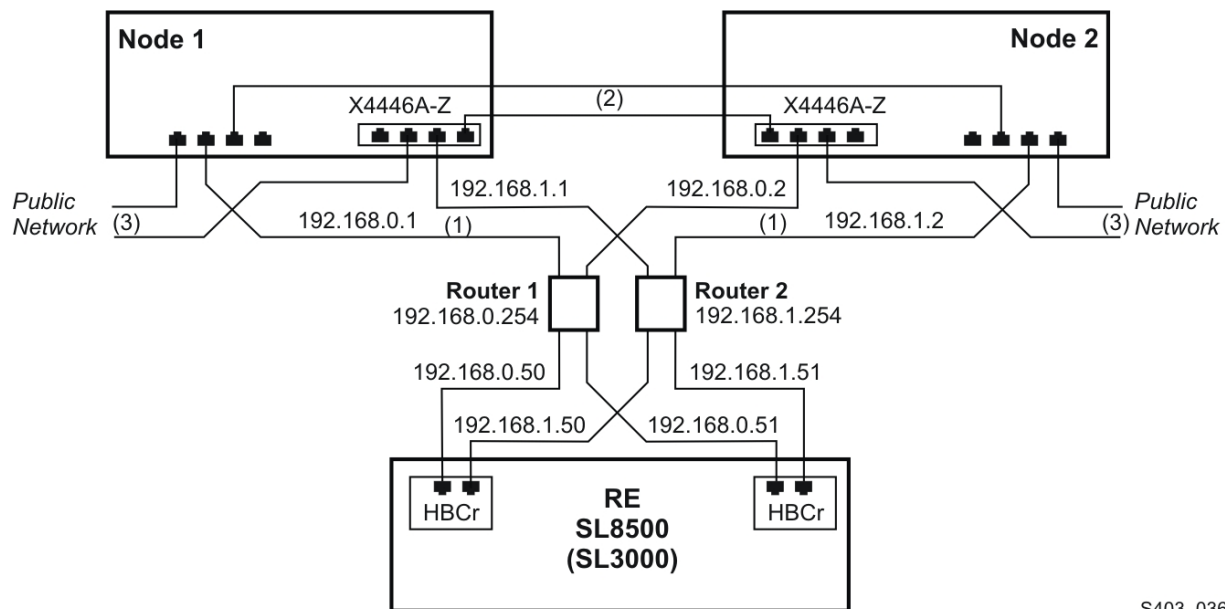 Node 1
Node 2
X4446A-Z
(2)
X4446A-Z
Public
Network
(3)
192.168.1.1
192.168.0.2
Public
Network
(3)
192.168.0.1
(1)
(1)
192.168.1.2
Router 1
192.168.0.254
Router 2
192.168.1.254
192.168.0.50
192.168.1.51
192.168.1.50
192.168.0.51
HBCr
RE
SL8500
(SL3000)
HBCr
S403_036